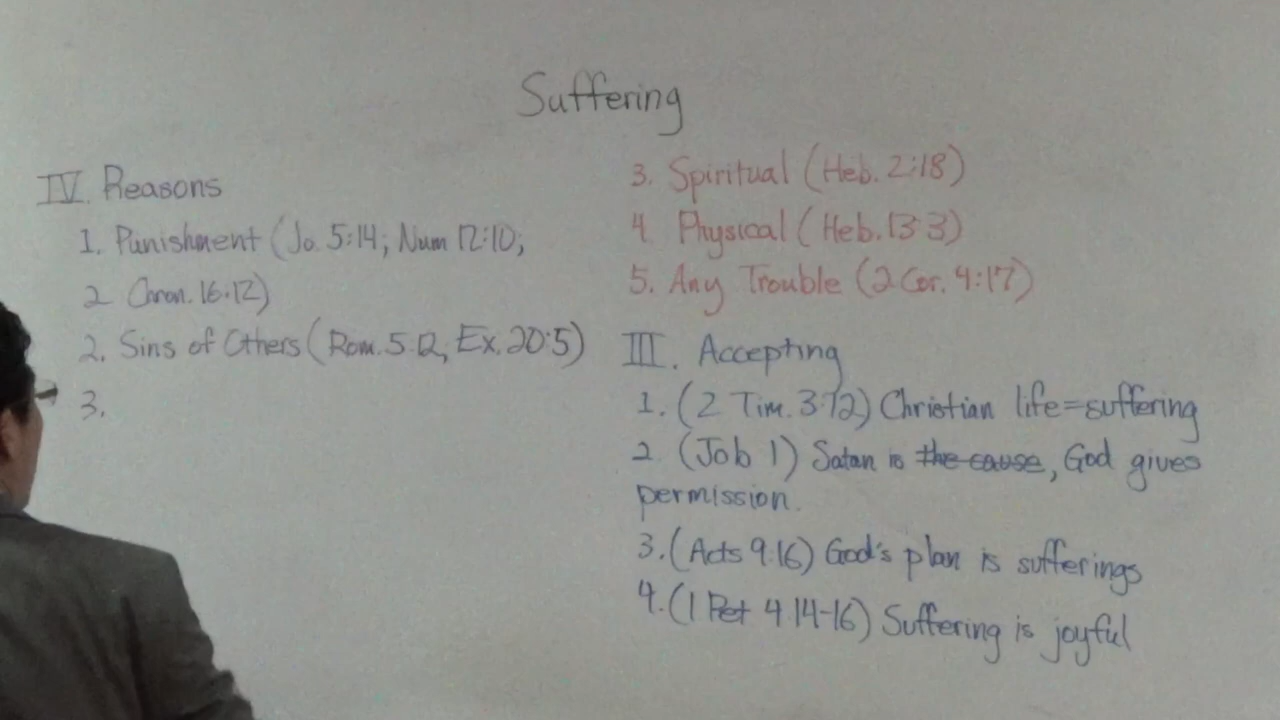 Suffering
IV. Reasons
1. Punishment (Jo. 5:14; Num 12:10;
2 Chron. 16:12)
2. Sins of Others (Rom. 5:12, Ex. 20:5)
3.
3. Spiritual (Heb. 2:18)
4. Physical (Heb. 13:3)
5. Any Trouble (2 Cor. 4:17)
III. Accepting
1. (2 Tim. 3:12) Christian life=suffering
2. (Job 1) Satan is the cause, God gives
permission.
3. (Acts 9:16) God's plan is sufferings
4. (1 Pet 4:14-16) Suffering is joyful